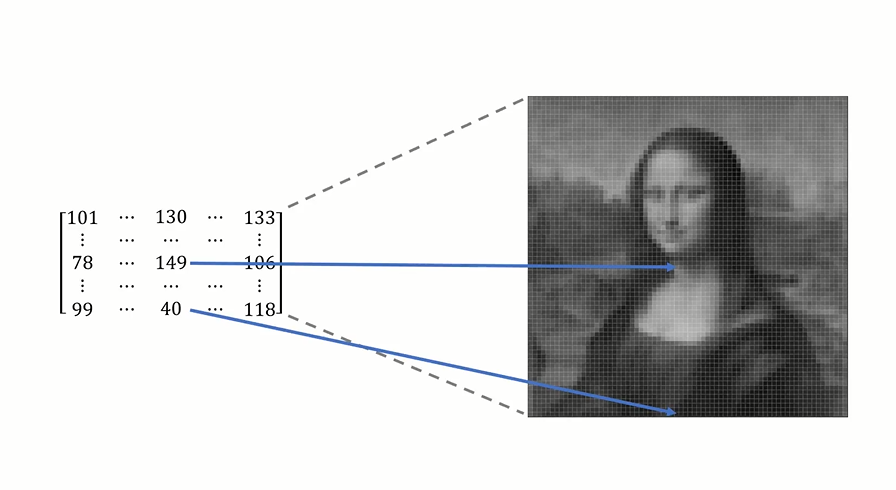 101 ⋯ 130 ⋯ 133
⋮ ⋯ ⋯ ⋯ ⋮
78 ⋯ 149 ⋯ 106
⋮ ⋯ ⋯ ⋯ ⋮
99 ⋯ 40 ⋯ 118